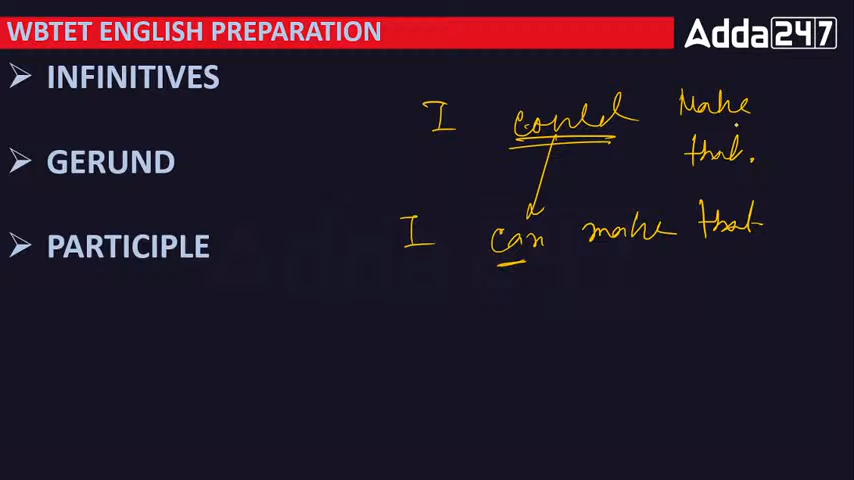 WBTET ENGLISH PREPARATION
Adda247
➢ INFINITIVES
➢ GERUND
➢ PARTICIPLE
I could make
that.
I can make that